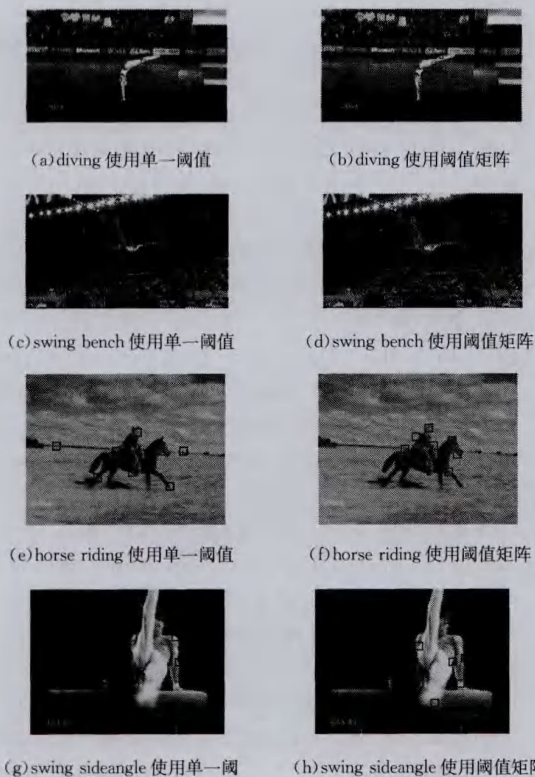 (a)diving 使用单一阈值
(b)diving 使用阈值矩阵
(c)swing bench 使用单一阈值
(d)swing bench 使用阈值矩阵
(e)horse riding 使用单一阈值
(f)horse riding 使用阈值矩阵
(g)swing sideangle 使用单一阈
(h)swing sideangle 使用阈值矩阵